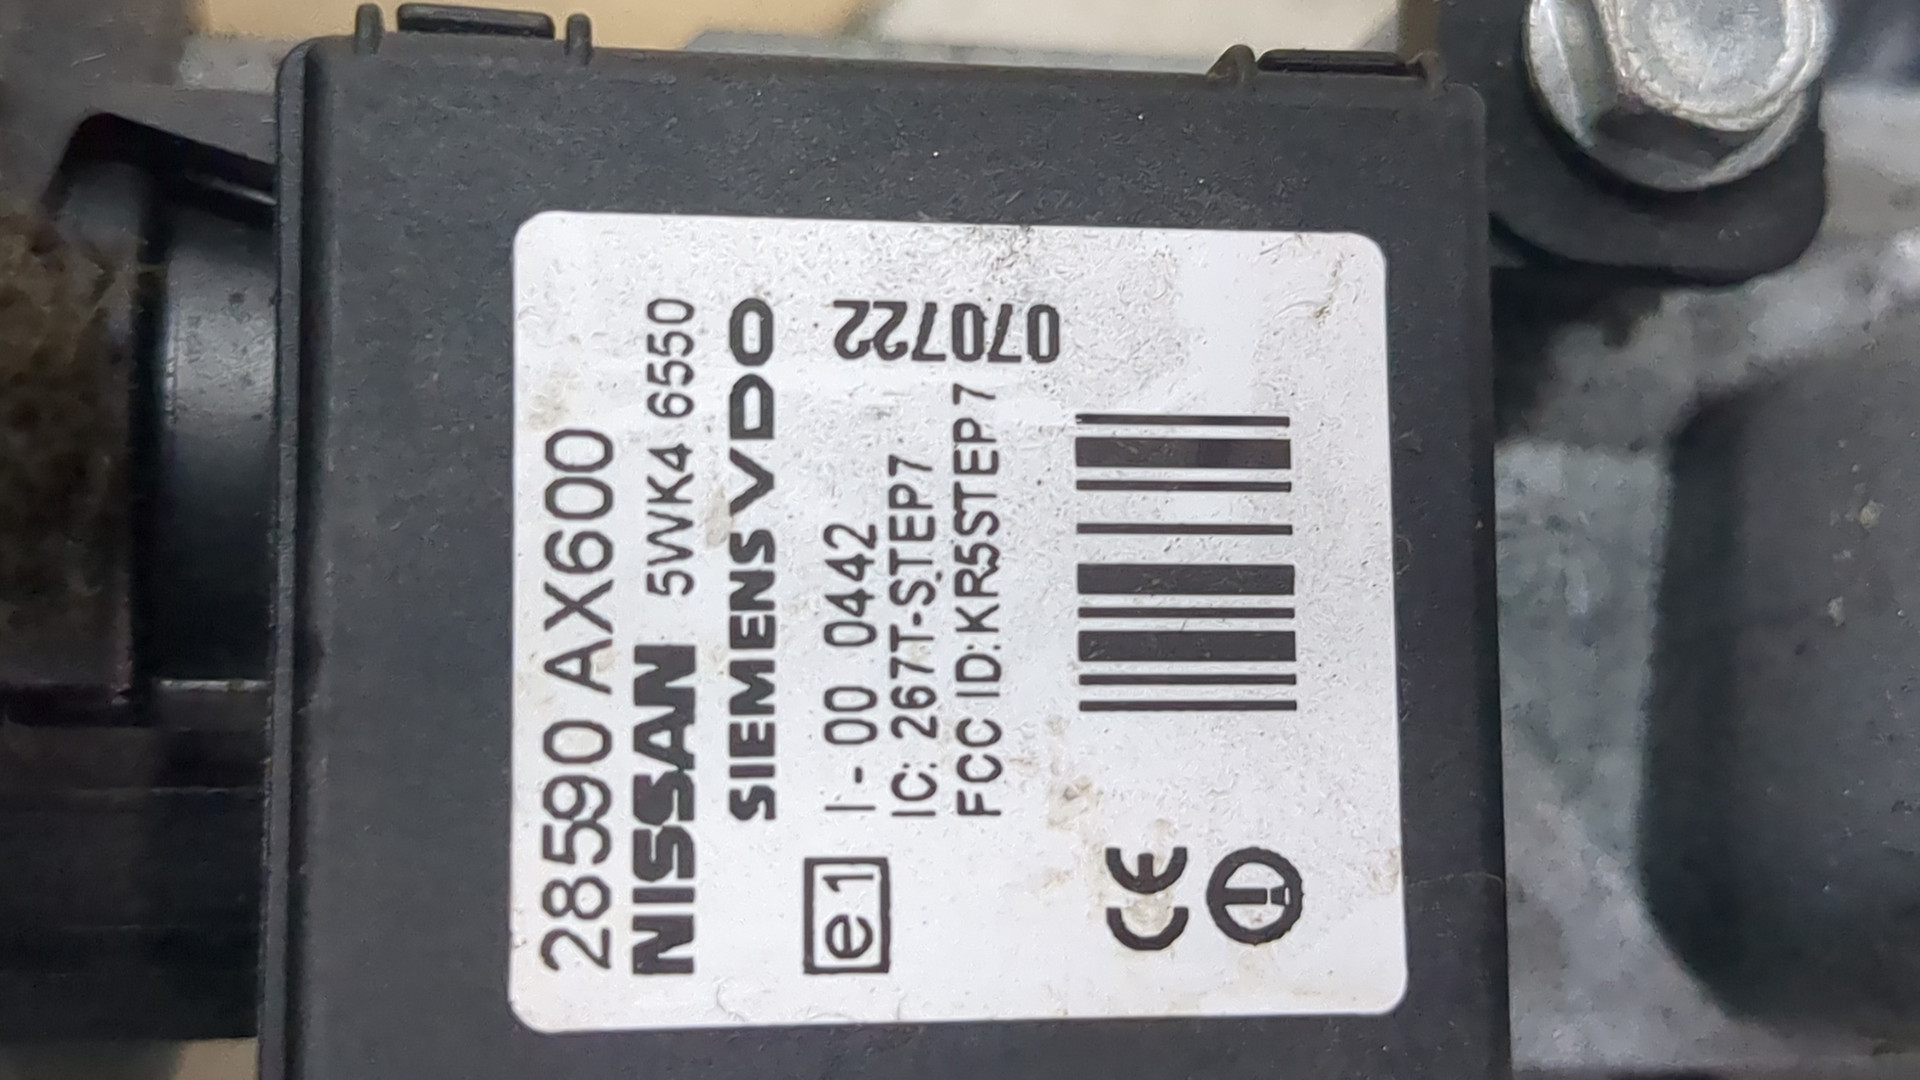 28590 AX600
NISSAN 5WK4 6550
SIEMENS VDO
e1 I - 00 0442
IC: 267T-STEP7
FCC ID:KR5STEP7
070722
CE